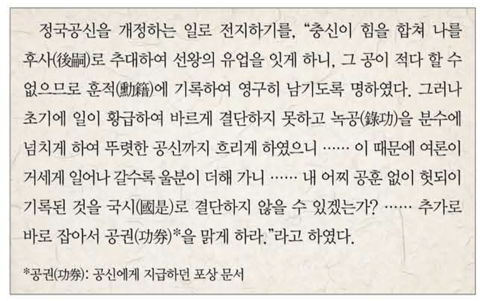 정국공신을 개정하는 일로 전지하기를, “충신이 힘을 합쳐 나를
후사(後嗣)로 추대하여 선왕의 유업을 잇게 하니, 그 공이 적다 할 수
없으므로 훈적(勳籍)에 기록하여 영구히 남기도록 명하였다. 그러나
초기에 일이 황급하여 바르게 결단하지 못하고 녹공(錄功)을 분수에
넘치게 하여 뚜렷한 공신까지 흐리게 하였으니 …… 이 때문에 여론이
거세게 일어나 갈수록 울분이 더해 가니 …… 내 어찌 공훈 없이 헛되이
기록된 것을 국시(國是)로 결단하지 않을 수 있겠는가? …… 추가로
바로 잡아서 공권(功券)*을 맑게 하라.”라고 하였다.
*공권(功券): 공신에게 지급하던 포상 문서